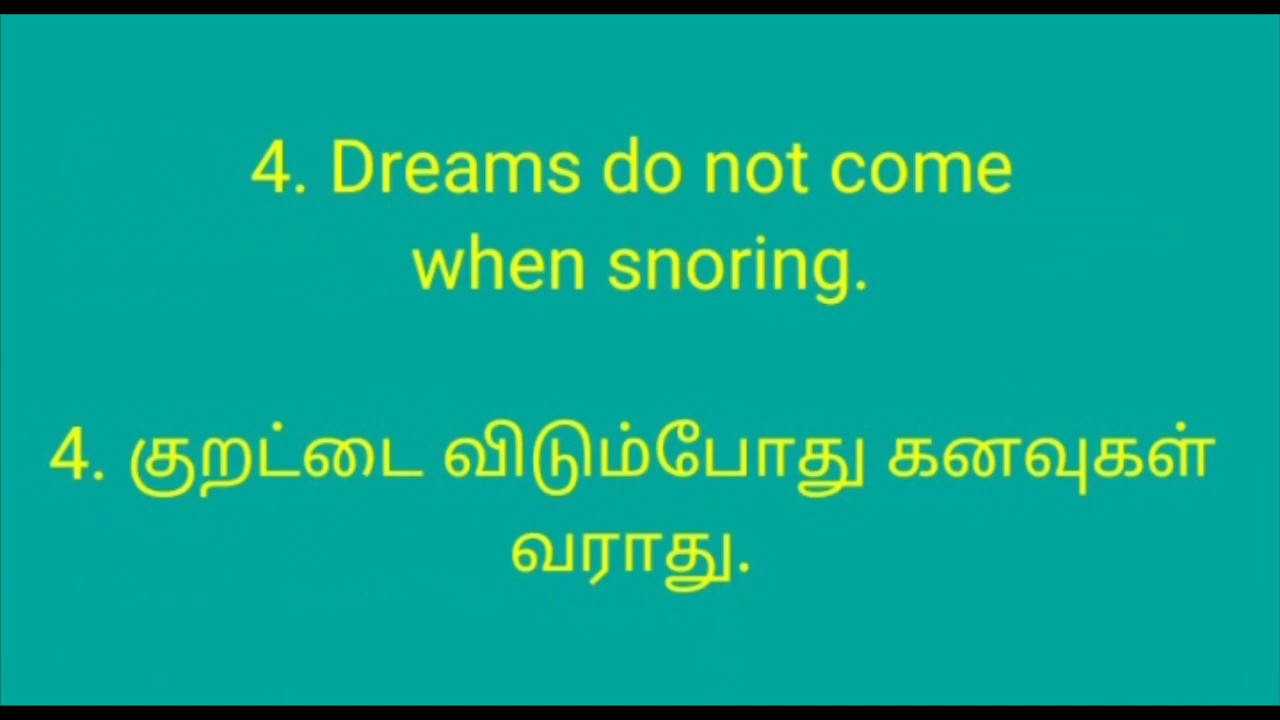 4. Dreams do not come
when snoring.
4. குறட்டை விடும்போது கனவுகள்
வராது.